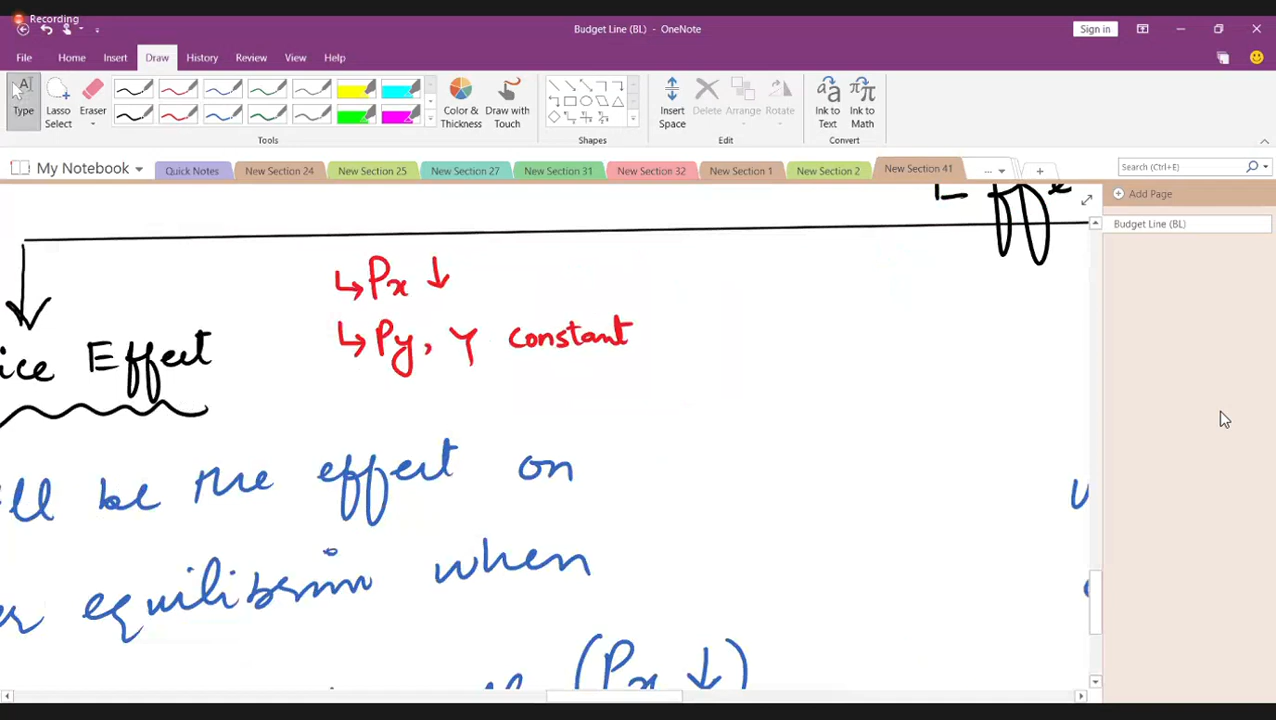 Recording
Budget Line (BL) - OneNote
Sign in
File Home Insert Draw History Review View Help
Type
Lasso Select
Eraser
Color & Thickness
Draw with Touch
Insert Space
Delete
Arrange
Rotate
Ink to Text
Ink to Math
Tools
Shapes
Edit
Convert
My Notebook
Quick Notes
New Section 24
New Section 25
New Section 27
New Section 31
New Section 32
New Section 1
New Section 2
New Section 41
...
Search (Ctrl+E)
Add Page
Budget Line (BL)
↳ Px ↓
↳ Py, Y constant
ice Effect
ll be the effect on
er equilibrium when
(Px ↓)